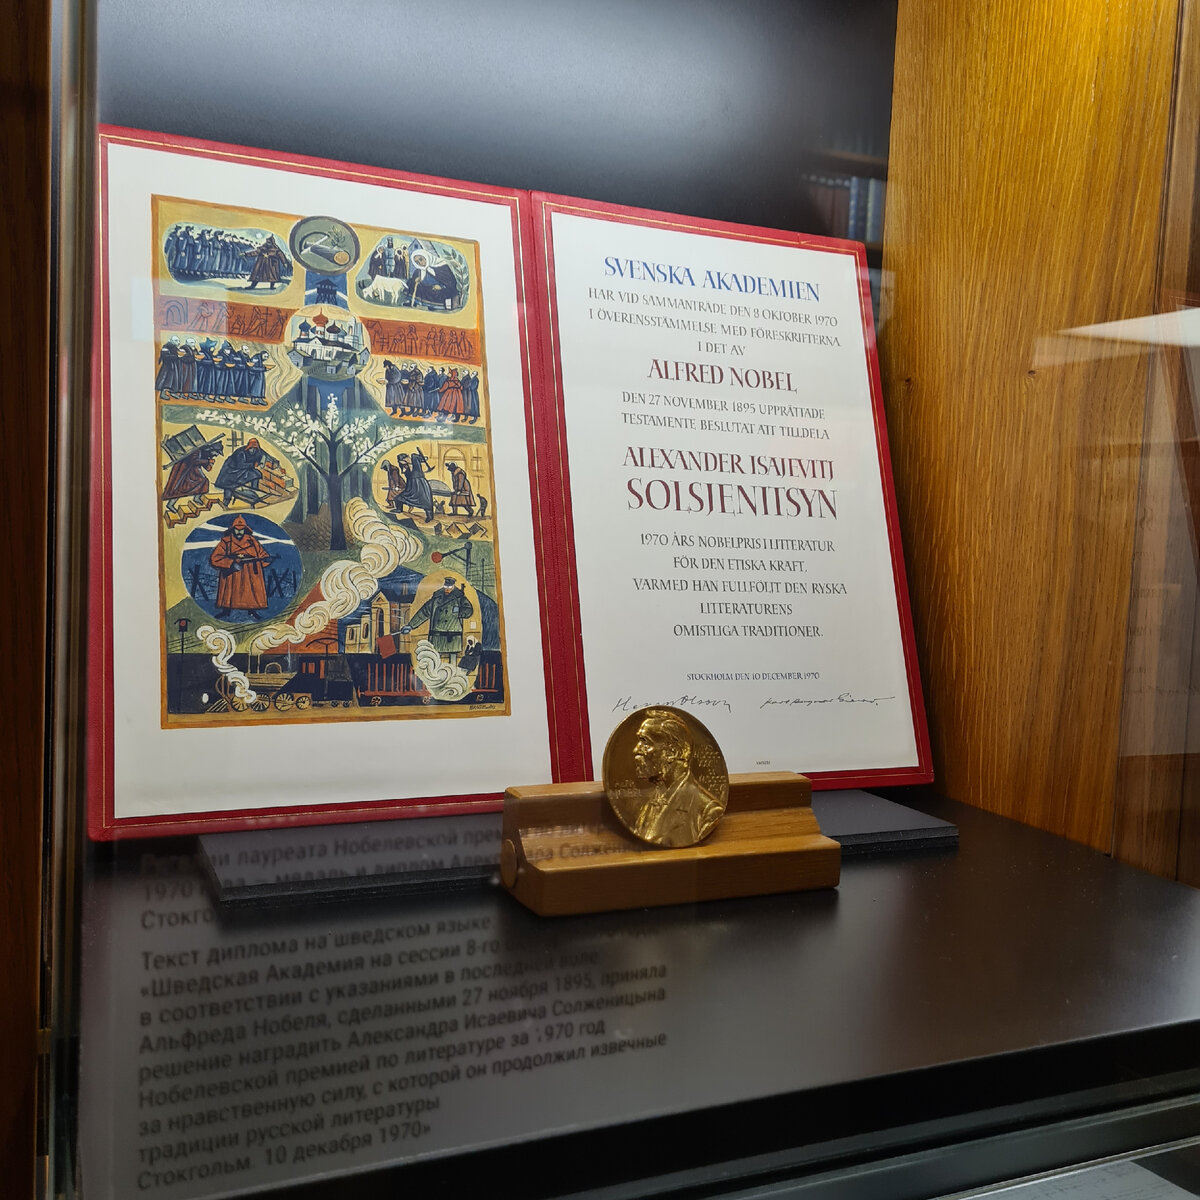 SVENSKA AKADEMIEN
HAR VID SAMMANTRÄDE DEN 8 OKTOBER 1970
I ÖVERENSSTÄMMELSE MED FÖRESKRIFTERNA
I DET AV
ALFRED NOBEL
DEN 27 NOVEMBER 1895 UPPRÄTTADE
TESTAMENTE BESLUTAT ATT TILLDELA
ALEXANDER ISAJEVITJ
SOLSJENITSYN
1970 ÅRS NOBELPRIS I LITTERATUR
FÖR DEN ETISKA KRAFT,
VARMED HAN FULLFÖLJT DEN RYSKA
LITTERATURENS
OMISTLIGA TRADITIONER.
STOCKHOLM DEN 10 DECEMBER 1970
лауреата Нобелевской
1970 медаль и диплом
Текст диплома на шведском языке
«Шведская Академия на сессии 8-го
в соответствии с указаниями в последней воле
Альфреда Нобеля, сделанными 27 ноября 1895, приняла
решение наградить Александра Исаевича Солженицына
Нобелевской премией по литературе за 1970 год
за нравственную силу, с которой он продолжил извечные
традиции русской литературы
Стокгольм 10 декабря 1970»